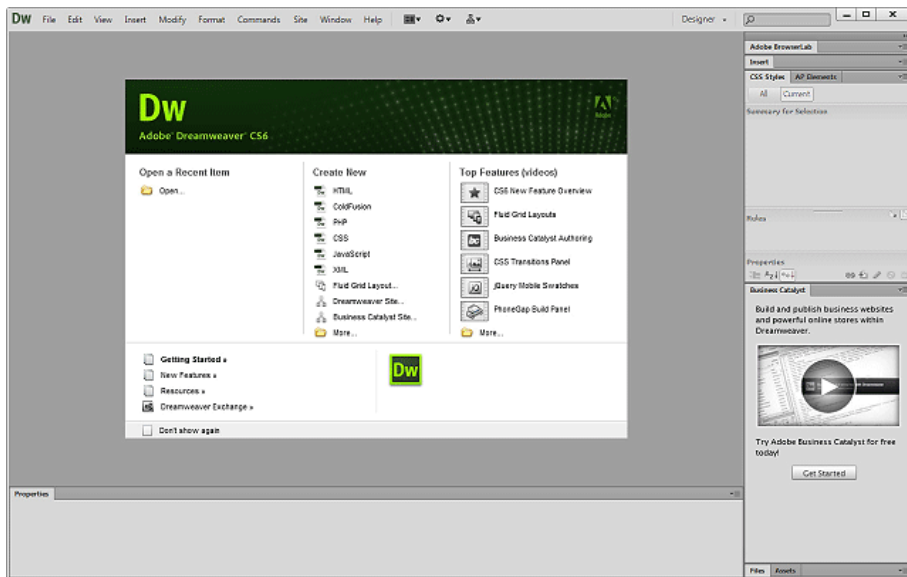 Dw File Edit View Insert Modify Format Commands Site Window Help Designer
Adobe BrowserLab
Insert
CSS Styles AP Elements
All Current
Summary for Selection
Rules
Properties
Business Catalyst
Build and publish business websites
and powerful online stores within
Dreamweaver.
Try Adobe Business Catalyst for free
today!
Get Started
Files Assets
Dw
Adobe Dreamweaver CS6
Adobe
Open a Recent Item
Open...
Create New
HTML
ColdFusion
PHP
CSS
JavaScript
XML
Fluid Grid Layout...
Dreamweaver Site...
Business Catalyst Site...
More...
Top Features (videos)
CS6 New Feature Overview
Fluid Grid Layouts
Business Catalyst Authoring
CSS Transitions Panel
jQuery Mobile Swatches
PhoneGap Build Panel
More...
Getting Started »
New Features »
Resources »
Dreamweaver Exchange »
Dw
Don't show again
Properties